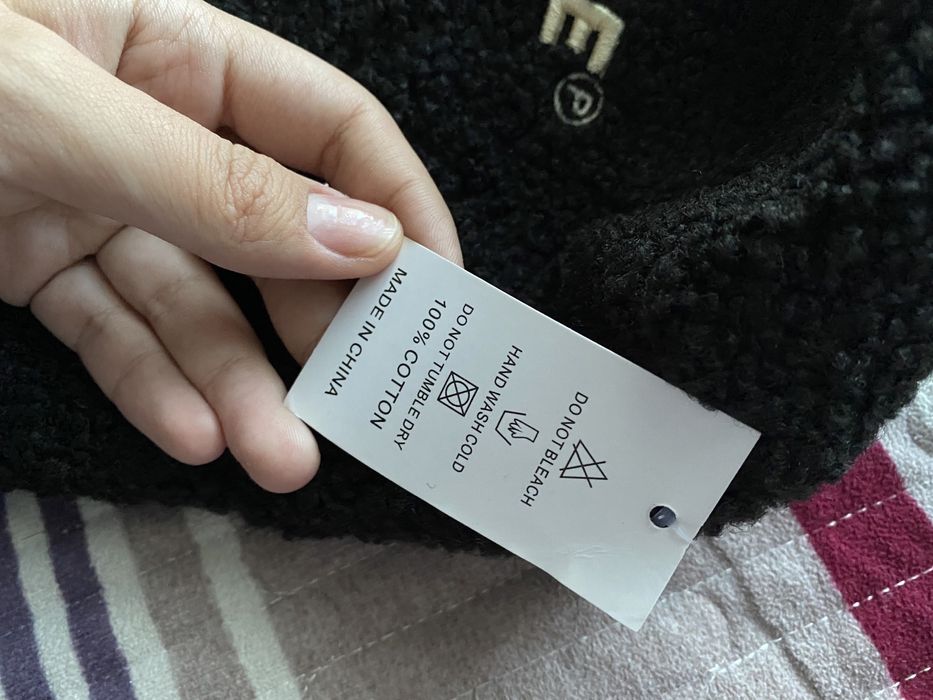 E
®
DO NOT BLEACH
HAND WASH COLD
DO NOT TUMBLE DRY
100% COTTON
MADE IN CHINA